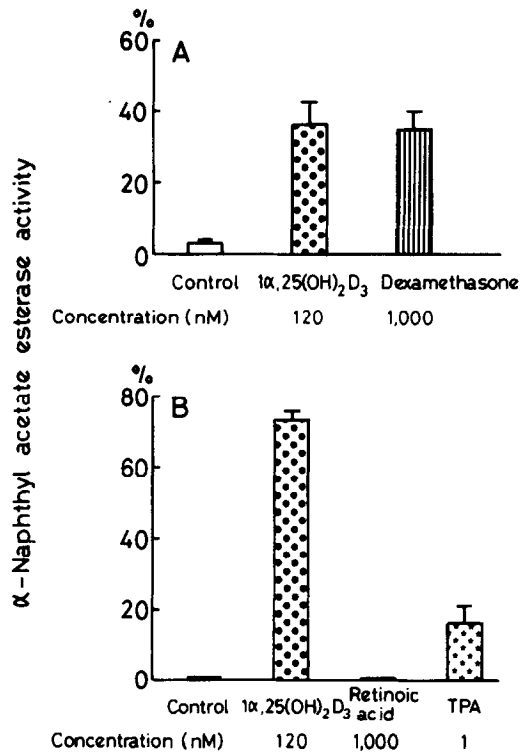 %
60
A
40
20
0
Control 1α,25(OH)₂D₃ Dexamethasone
Concentration (nM) 120 1,000
α-Naphthyl acetate esterase activity
%
80
B
60
40
20
0
Control 1α,25(OH)₂D₃ Retinoic acid TPA
Concentration (nM) 120 1,000 1